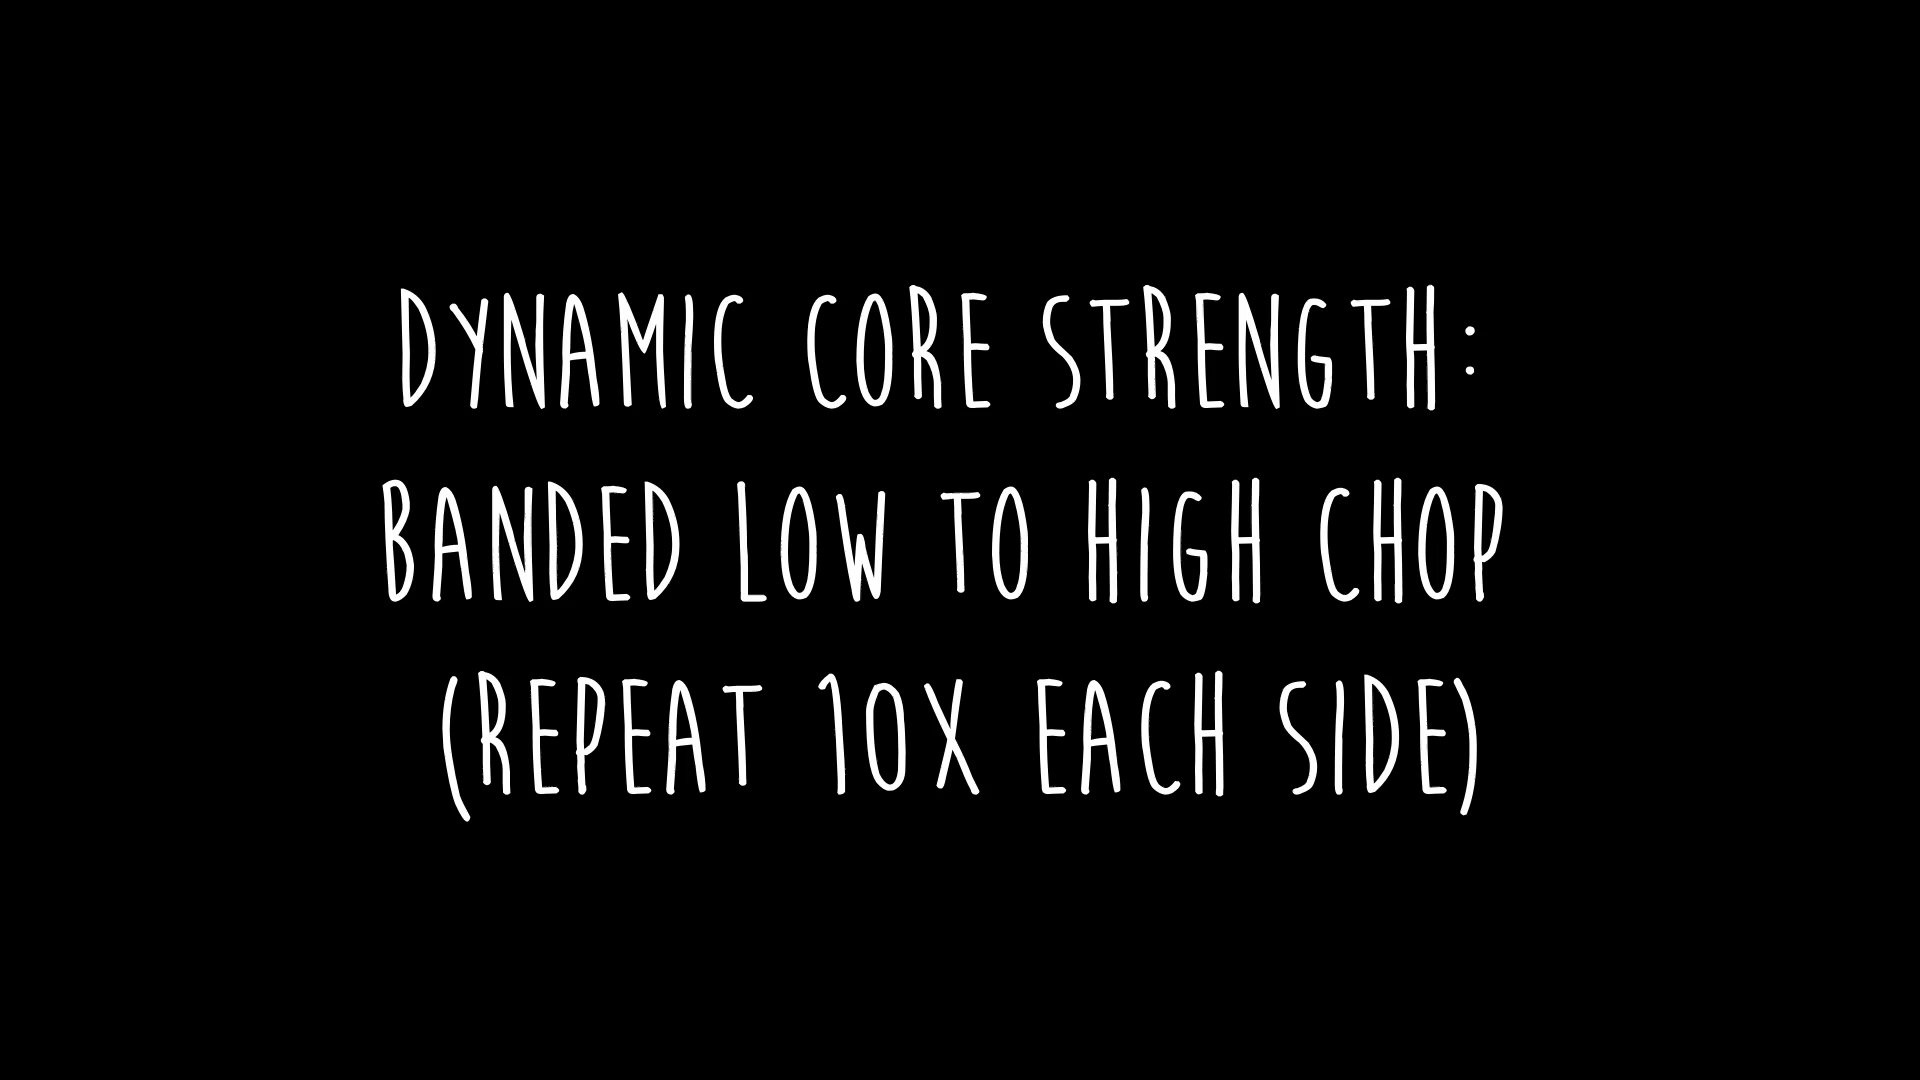 DYNAMIC CORE STRENGTH:
BANDED LOW TO HIGH CHOP
(REPEAT 10X EACH SIDE)